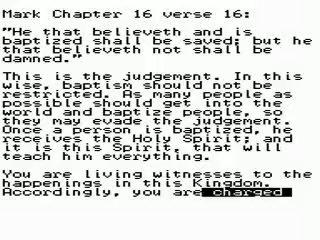 Mark Chapter 16 verse 16:
"He that believeth and is
baptized shall be saved; but he
that believeth not shall be
damned."
This is the judgement. In this
wise, baptism should not be
restricted. As many people as
possible should get into the
world and baptize people, so
they may evade the judgement.
Once a person is baptized, he
receives the Holy Spirit; and
it is this Spirit, that will
teach him everything.
You are living witnesses to the
happenings in this Kingdom.
Accordingly, you are charged